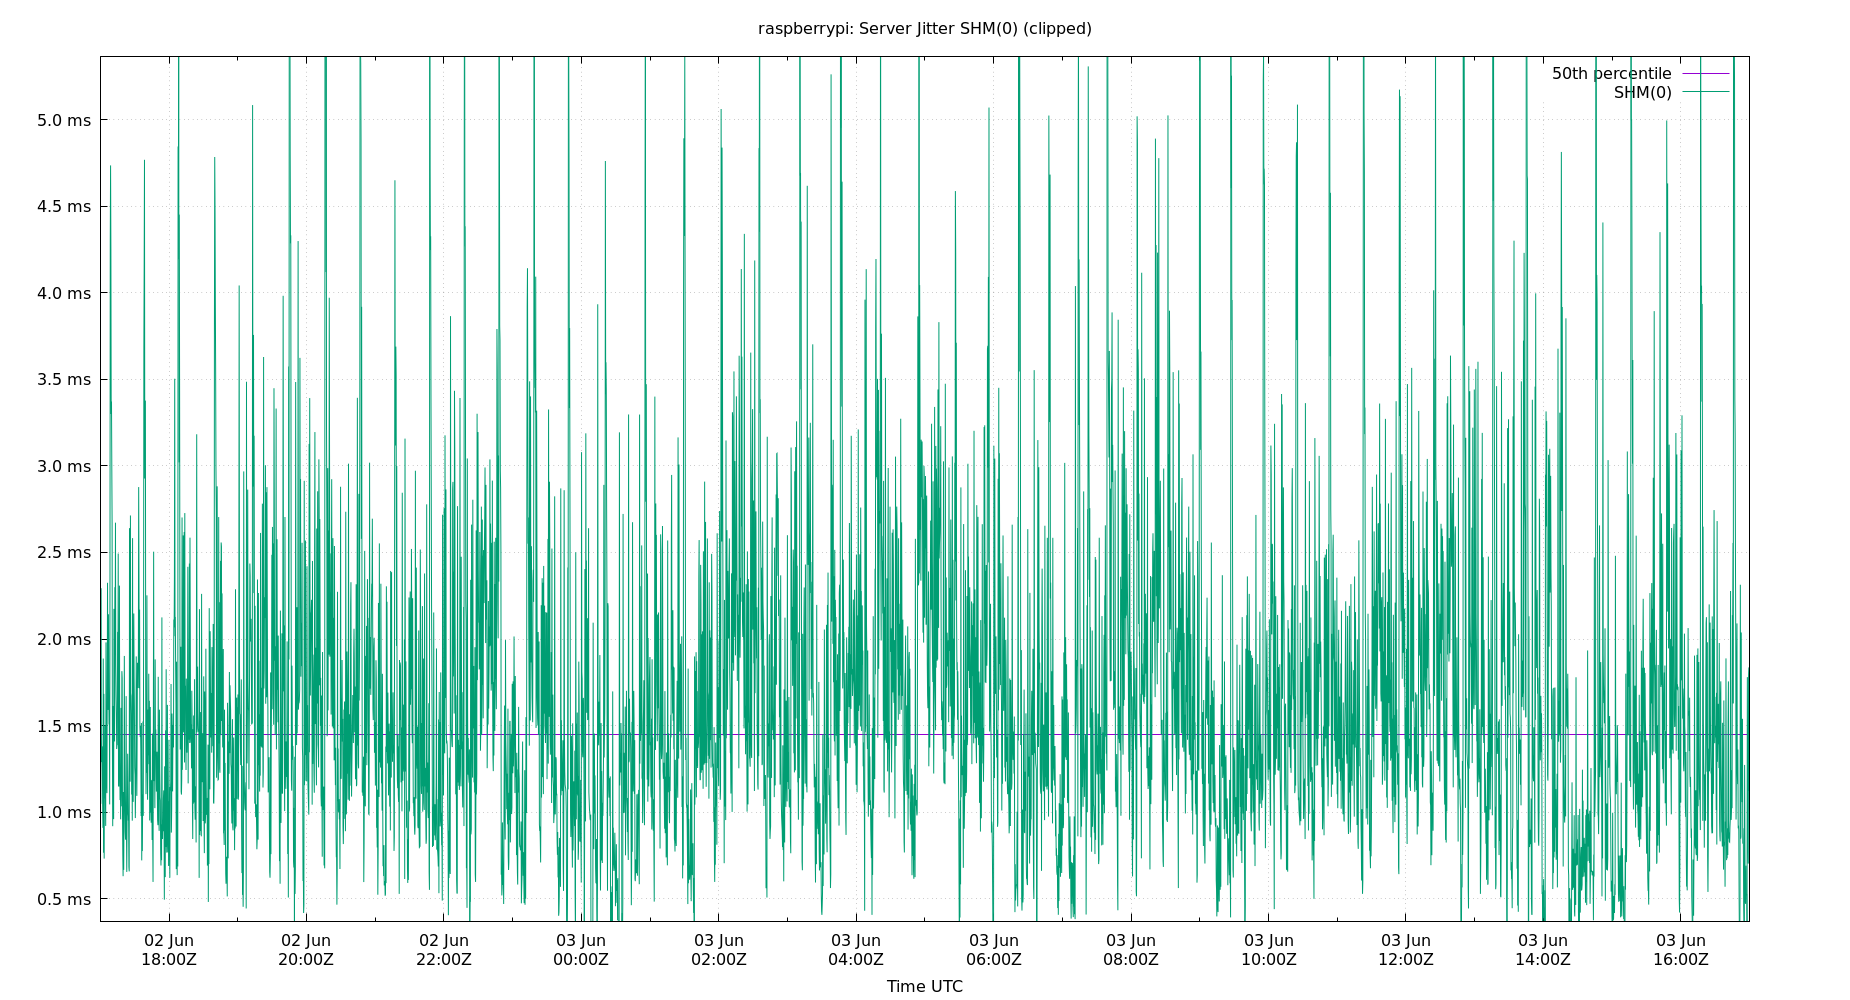 raspberrypi: Server Jitter SHM(0) (clipped)
50th percentile
SHM(0)
5.0 ms
4.5 ms
4.0 ms
3.5 ms
3.0 ms
2.5 ms
2.0 ms
1.5 ms
1.0 ms
0.5 ms
02 Jun 02 Jun 02 Jun 03 Jun 03 Jun 03 Jun 03 Jun 03 Jun 03 Jun 03 Jun 03 Jun 03 Jun
18:00Z 20:00Z 22:00Z 00:00Z 02:00Z 04:00Z 06:00Z 08:00Z 10:00Z 12:00Z 14:00Z 16:00Z
Time UTC